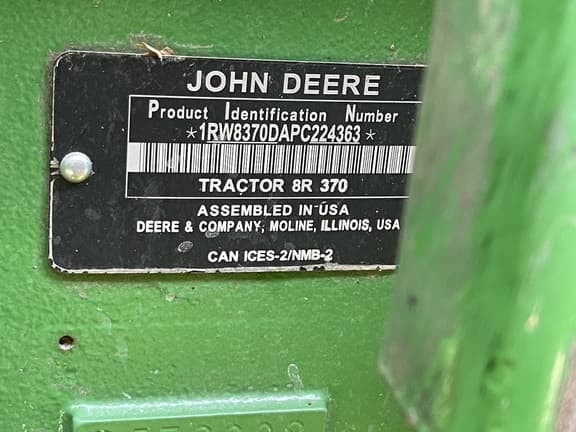 JOHN DEERE
Product Identification Number
*1RW8370DAPC224363*
TRACTOR 8R 370
ASSEMBLED IN USA
DEERE & COMPANY, MOLINE, ILLINOIS, USA
CAN ICES-2/NMB-2